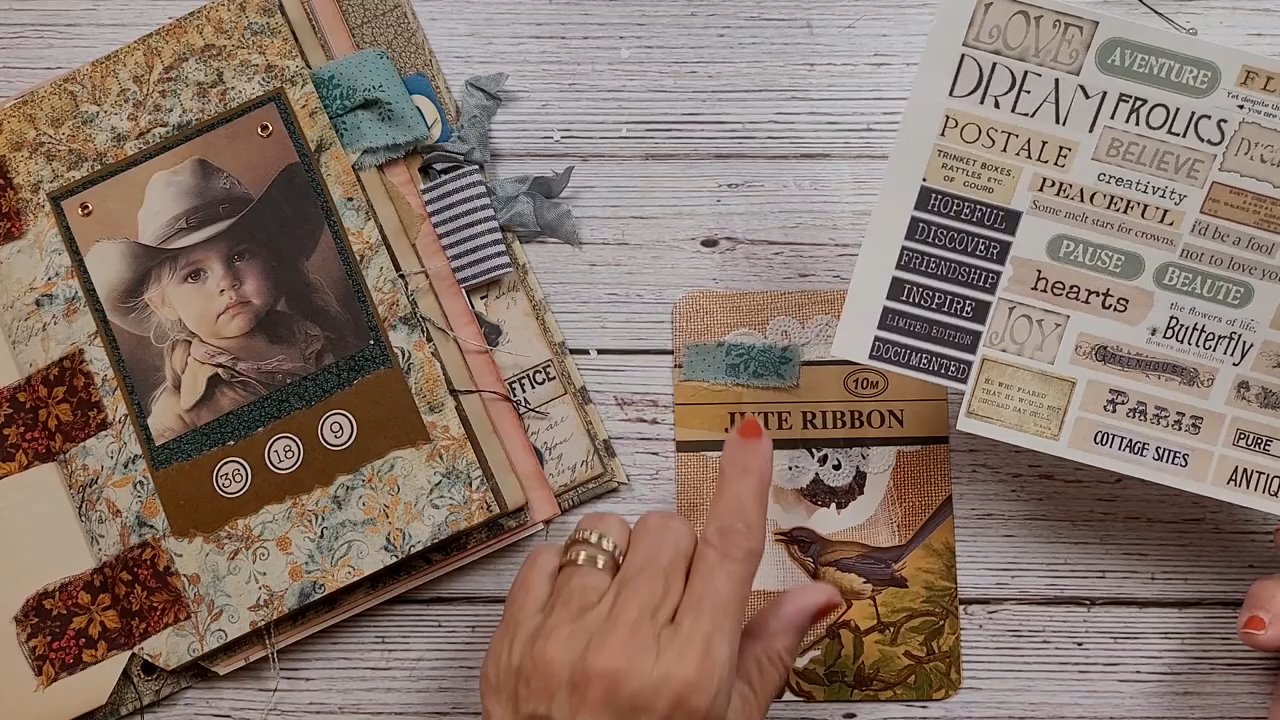 36
18
9
OFFICE
10M
JUTE RIBBON
LOVE
AVENTURE
DREAM
FROLICS
Yet despite
POSTALE
BELIEVE
TRINKET BOXES,
RATTLES ETC.
OF GOURD
creativity
PEACEFUL
HOPEFUL
Some melt stars for crowns.
i'd be a fool
DISCOVER
PAUSE
not to love
FRIENDSHIP
hearts
BEAUTE
INSPIRE
the flowers of life,
LIMITED EDITION
JOY
Butterfly
flowers and children
DOCUMENTED
GREENHOUSE
HE WHO FEARED
THAT HE WOULD NOT
SUCCEED SAT STILL
PARIS
PURE
COTTAGE SITES